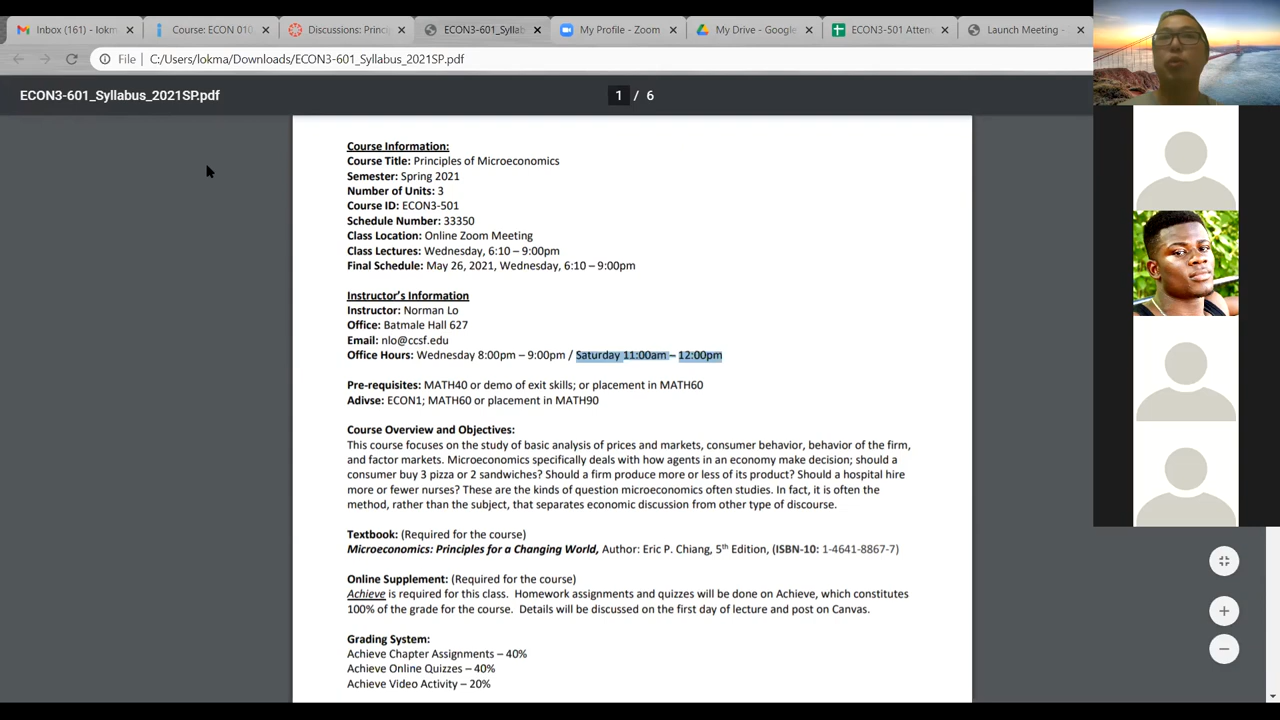 Inbox (161) - lokm
Course: ECON 010
Discussions: Princi
ECON3-601_Syllab
My Profile - Zoom
My Drive - Google
ECON3-501 Atten
Launch Meeting -
File
C:/Users/lokma/Downloads/ECON3-601_Syllabus_2021SP.pdf
ECON3-601_Syllabus_2021SP.pdf
1 / 6
Course Information:
Course Title: Principles of Microeconomics
Semester: Spring 2021
Number of Units: 3
Course ID: ECON3-501
Schedule Number: 33350
Class Location: Online Zoom Meeting
Class Lectures: Wednesday, 6:10 – 9:00pm
Final Schedule: May 26, 2021, Wednesday, 6:10 – 9:00pm
Instructor's Information
Instructor: Norman Lo
Office: Batmale Hall 627
Email: nlo@ccsf.edu
Office Hours: Wednesday 8:00pm – 9:00pm / Saturday 11:00am – 12:00pm
Pre-requisites: MATH40 or demo of exit skills; or placement in MATH60
Adivse: ECON1; MATH60 or placement in MATH90
Course Overview and Objectives:
This course focuses on the study of basic analysis of prices and markets, consumer behavior, behavior of the firm,
and factor markets. Microeconomics specifically deals with how agents in an economy make decision; should a
consumer buy 3 pizza or 2 sandwiches? Should a firm produce more or less of its product? Should a hospital hire
more or fewer nurses? These are the kinds of question microeconomics often studies. In fact, it is often the
method, rather than the subject, that separates economic discussion from other type of discourse.
Textbook: (Required for the course)
Microeconomics: Principles for a Changing World, Author: Eric P. Chiang, 5th Edition, (ISBN-10: 1-4641-8867-7)
Online Supplement: (Required for the course)
Achieve is required for this class. Homework assignments and quizzes will be done on Achieve, which constitutes
100% of the grade for the course. Details will be discussed on the first day of lecture and post on Canvas.
Grading System:
Achieve Chapter Assignments – 40%
Achieve Online Quizzes – 40%
Achieve Video Activity – 20%